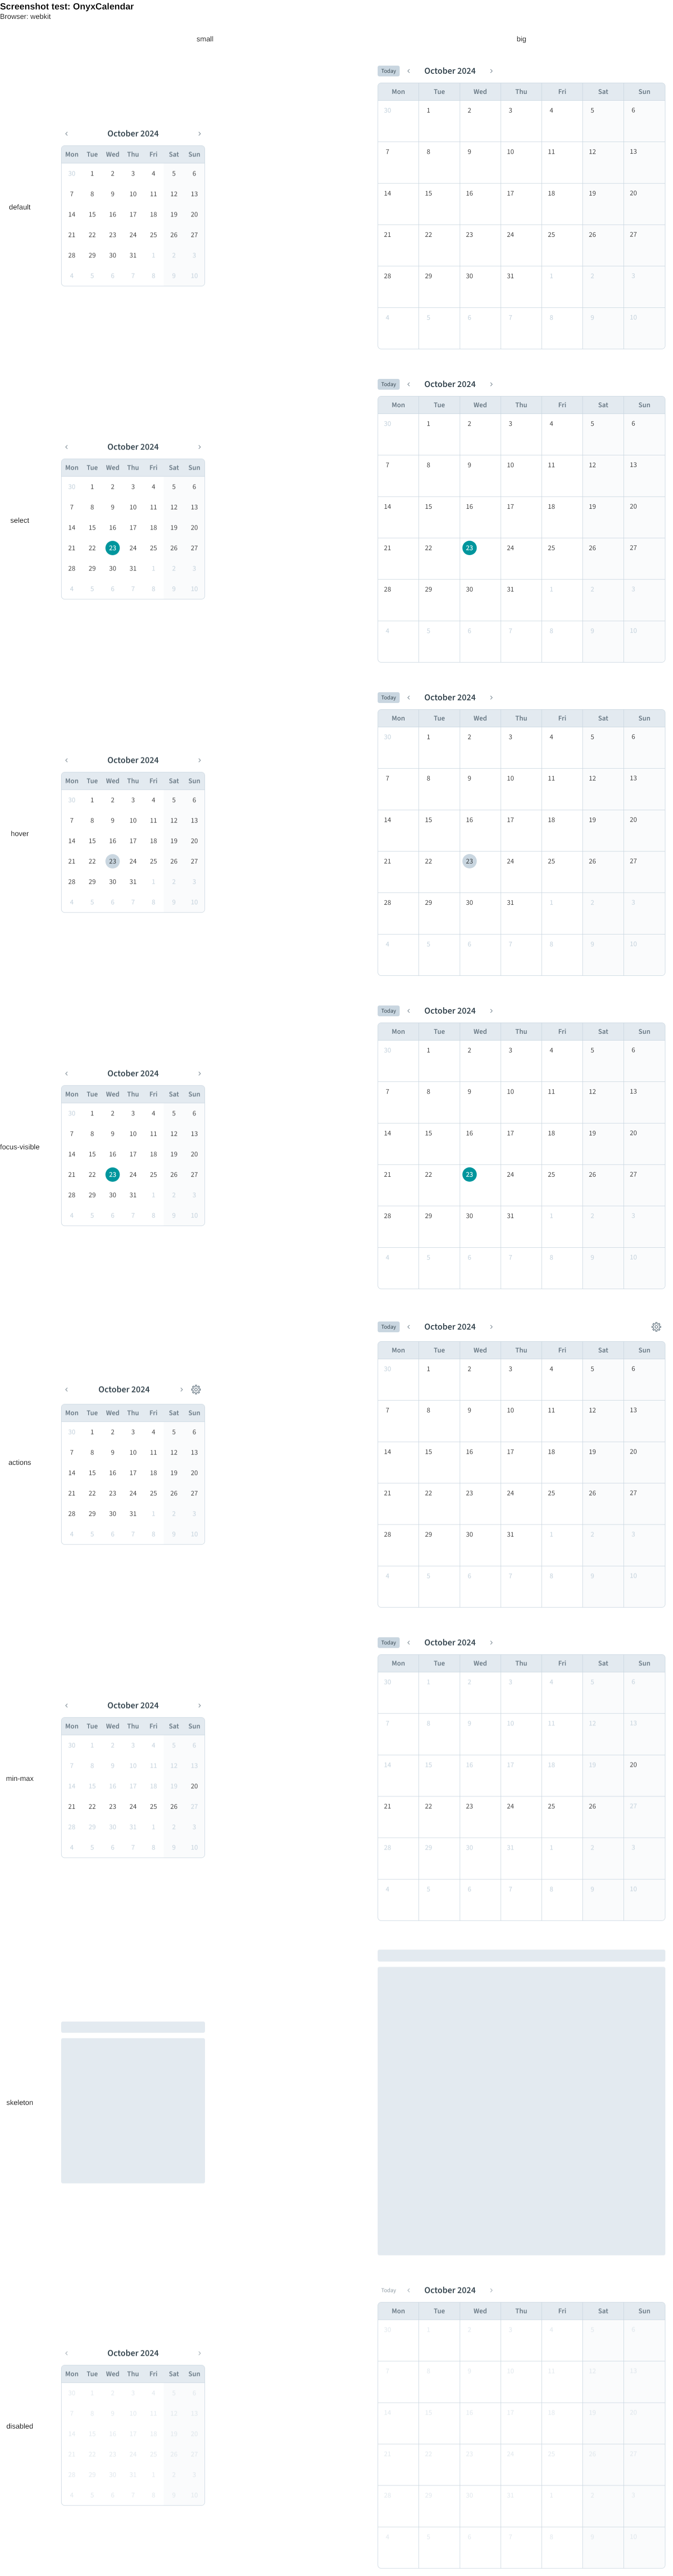 Screenshot test: OnyxCalendar
Browser: webkit
small big
default
October 2024
Mon Tue Wed Thu Fri Sat Sun
30 1 2 3 4 5 6
7 8 9 10 11 12 13
14 15 16 17 18 19 20
21 22 23 24 25 26 27
28 29 30 31 1 2 3
4 5 6 7 8 9 10
Today October 2024
Mon Tue Wed Thu Fri Sat Sun
30 1 2 3 4 5 6
7 8 9 10 11 12 13
14 15 16 17 18 19 20
21 22 23 24 25 26 27
28 29 30 31 1 2 3
4 5 6 7 8 9 10
select
October 2024
Mon Tue Wed Thu Fri Sat Sun
30 1 2 3 4 5 6
7 8 9 10 11 12 13
14 15 16 17 18 19 20
21 22 23 24 25 26 27
28 29 30 31 1 2 3
4 5 6 7 8 9 10
Today October 2024
Mon Tue Wed Thu Fri Sat Sun
30 1 2 3 4 5 6
7 8 9 10 11 12 13
14 15 16 17 18 19 20
21 22 23 24 25 26 27
28 29 30 31 1 2 3
4 5 6 7 8 9 10
hover
October 2024
Mon Tue Wed Thu Fri Sat Sun
30 1 2 3 4 5 6
7 8 9 10 11 12 13
14 15 16 17 18 19 20
21 22 23 24 25 26 27
28 29 30 31 1 2 3
4 5 6 7 8 9 10
Today October 2024
Mon Tue Wed Thu Fri Sat Sun
30 1 2 3 4 5 6
7 8 9 10 11 12 13
14 15 16 17 18 19 20
21 22 23 24 25 26 27
28 29 30 31 1 2 3
4 5 6 7 8 9 10
focus-visible
October 2024
Mon Tue Wed Thu Fri Sat Sun
30 1 2 3 4 5 6
7 8 9 10 11 12 13
14 15 16 17 18 19 20
21 22 23 24 25 26 27
28 29 30 31 1 2 3
4 5 6 7 8 9 10
Today October 2024
Mon Tue Wed Thu Fri Sat Sun
30 1 2 3 4 5 6
7 8 9 10 11 12 13
14 15 16 17 18 19 20
21 22 23 24 25 26 27
28 29 30 31 1 2 3
4 5 6 7 8 9 10
actions
October 2024
Mon Tue Wed Thu Fri Sat Sun
30 1 2 3 4 5 6
7 8 9 10 11 12 13
14 15 16 17 18 19 20
21 22 23 24 25 26 27
28 29 30 31 1 2 3
4 5 6 7 8 9 10
Today October 2024
Mon Tue Wed Thu Fri Sat Sun
30 1 2 3 4 5 6
7 8 9 10 11 12 13
14 15 16 17 18 19 20
21 22 23 24 25 26 27
28 29 30 31 1 2 3
4 5 6 7 8 9 10
min-max
October 2024
Mon Tue Wed Thu Fri Sat Sun
30 1 2 3 4 5 6
7 8 9 10 11 12 13
14 15 16 17 18 19 20
21 22 23 24 25 26 27
28 29 30 31 1 2 3
4 5 6 7 8 9 10
Today October 2024
Mon Tue Wed Thu Fri Sat Sun
30 1 2 3 4 5 6
7 8 9 10 11 12 13
14 15 16 17 18 19 20
21 22 23 24 25 26 27
28 29 30 31 1 2 3
4 5 6 7 8 9 10
skeleton
disabled
October 2024
Mon Tue Wed Thu Fri Sat Sun
30 1 2 3 4 5 6
7 8 9 10 11 12 13
14 15 16 17 18 19 20
21 22 23 24 25 26 27
28 29 30 31 1 2 3
4 5 6 7 8 9 10
Today October 2024
Mon Tue Wed Thu Fri Sat Sun
30 1 2 3 4 5 6
7 8 9 10 11 12 13
14 15 16 17 18 19 20
21 22 23 24 25 26 27
28 29 30 31 1 2 3
4 5 6 7 8 9 10